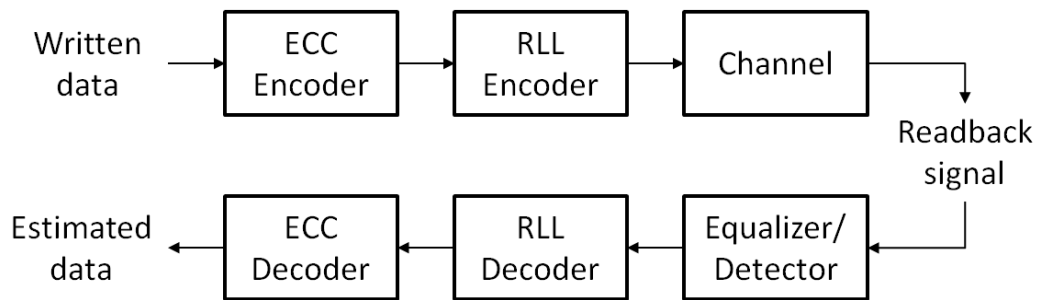 Written
data
ECC
Encoder
RLL
Encoder
Channel
Readback
signal
Estimated
data
ECC
Decoder
RLL
Decoder
Equalizer/
Detector